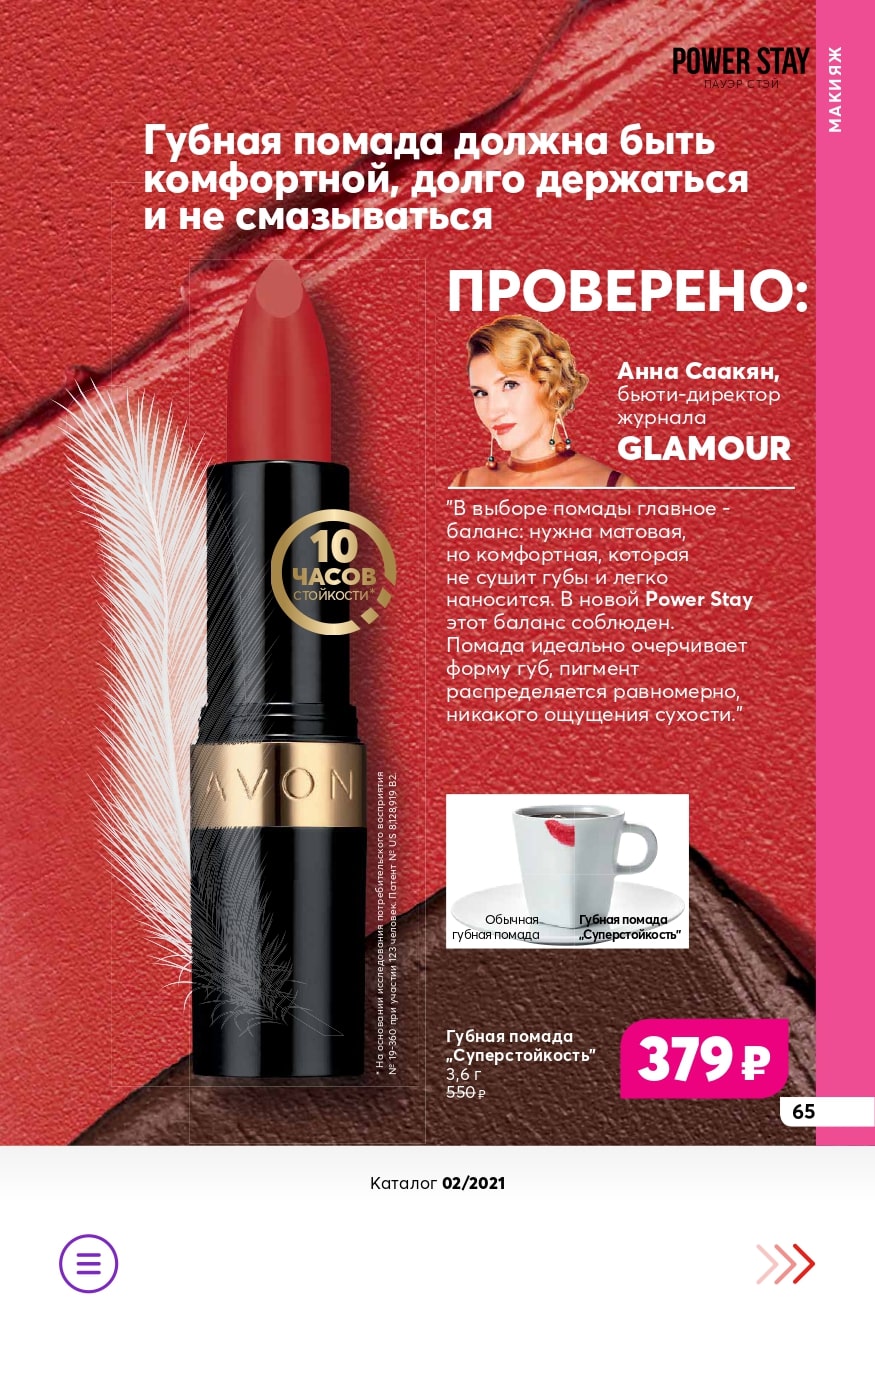 POWER STAY
ПАУЭР СТЭЙ
МАКИЯЖ
Губная помада должна быть
комфортной, долго держаться
и не смазываться
ПРОВЕРЕНО:
Анна Саакян,
бьюти-директор
журнала
GLAMOUR
"В выборе помады главное -
баланс: нужна матовая,
но комфортная, которая
не сушит губы и легко
наносится. В новой Power Stay
этот баланс соблюден.
Помада идеально очерчивает
форму губ, пигмент
распределяется равномерно,
никакого ощущения сухости."
10
ЧАСОВ
СТОЙКОСТИ*
AVON
* На основании исследования потребительского восприятия
№ 19-360 при участии 123 человек. Патент № US 8,128,919 B2.
Обычная
губная помада
Губная помада
„Суперстойкость"
Губная помада
„Суперстойкость"
3,6 г
550 ₽
379 ₽
65
Каталог 02/2021